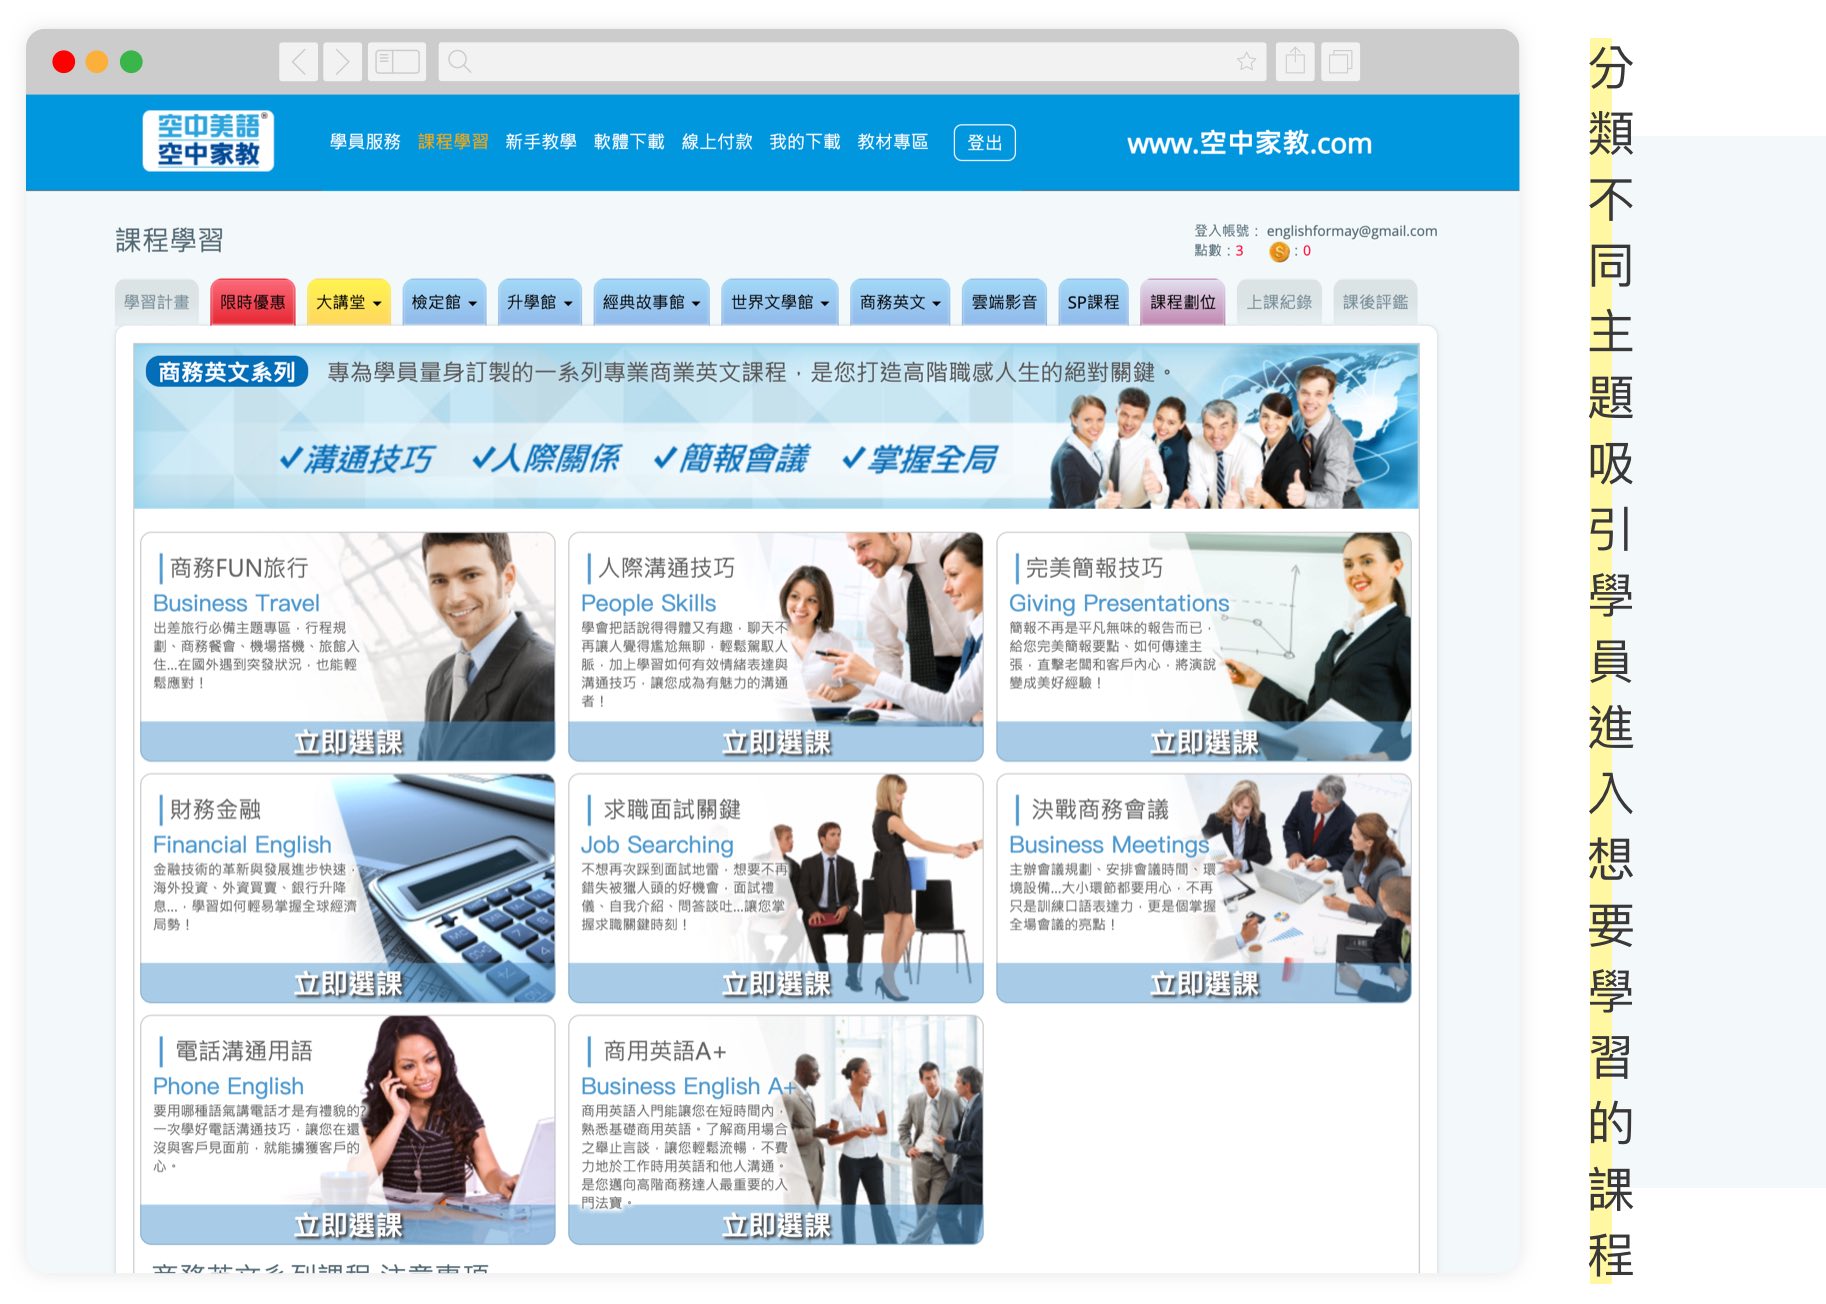 空中美語®
空中家教
學員服務 課程學習 新手教學 軟體下載 線上付款 我的下載 教材專區 登出
www.空中家教.com
課程學習
登入帳號： englishformay@gmail.com
點數：3 S：0
學習計畫 限時優惠 大講堂 檢定館 升學館 經典故事館 世界文學館 商務英文 雲端影音 SP課程 課程劃位 上課紀錄 課後評鑑
商務英文系列 專為學員量身訂製的一系列專業商業英文課程，是您打造高階職感人生的絕對關鍵。
✓溝通技巧 ✓人際關係 ✓簡報會議 ✓掌握全局
商務FUN旅行
Business Travel
出差旅行必備主題專區，行程規
劃、商務餐會、機場搭機、旅館入
住...在國外遇到突發狀況，也能輕
鬆應對！
立即選課
人際溝通技巧
People Skills
學會把話說得得體又有趣，聊天不
再讓人覺得尷尬無聊，輕鬆駕馭人
脈，加上學習如何有效情緒表達與
溝通技巧，讓您成為有魅力的溝通
者！
立即選課
完美簡報技巧
Giving Presentations
簡報不再是平凡無味的報告而已，
給您完美簡報要點、如何傳達主
張，直擊老闆和客戶內心，將演說
變成美好經驗！
立即選課
財務金融
Financial English
金融技術的革新與發展進步快速，
海外投資、外資買賣、銀行升降
息...，學習如何輕易掌握全球經濟
局勢！
立即選課
求職面試關鍵
Job Searching
不想再次踩到面試地雷，想要不再
錯失被獵人頭的好機會，面試禮
儀、自我介紹、問答談吐...讓您掌
握求職關鍵時刻！
立即選課
決戰商務會議
Business Meetings
主辦會議規劃、安排會議時間、環
境設備...大小環節都要用心，不再
只是訓練口語表達力，更是個掌握
全場會議的亮點！
立即選課
電話溝通用語
Phone English
要用哪種語氣講電話才是有禮貌的?
一次學好電話溝通技巧，讓您在還
沒與客戶見面前，就能擄獲客戶的
心。
立即選課
商用英語A+
Business English A+
商用英語入門能讓您在短時間內，
熟悉基礎商用英語。了解商用場合
之舉止言談，讓您輕鬆流暢，不費
力地於工作時用英語和他人溝通。
是您邁向高階商務達人最重要的入
門法寶。
立即選課
商務英文系列課程 注意事項
分類不同主題吸引學員進入想要學習的課程